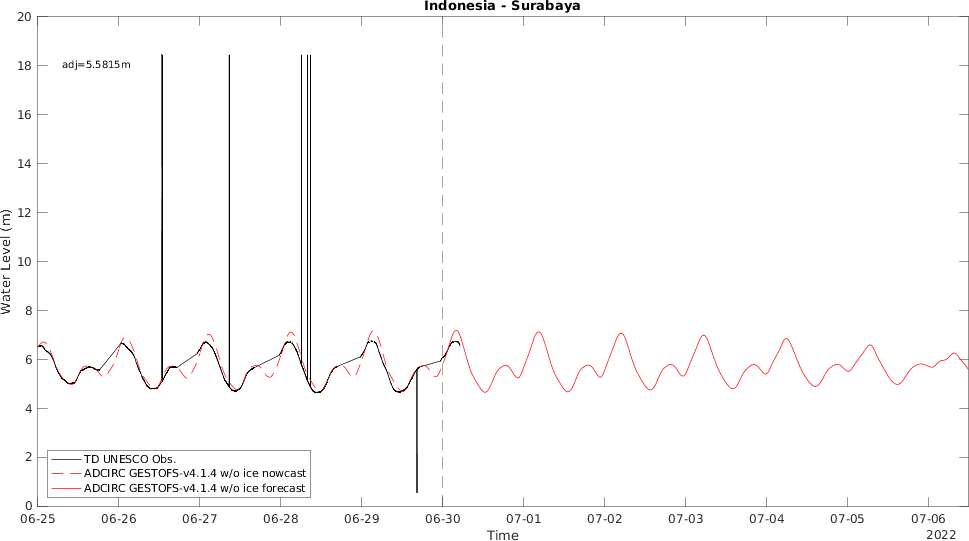 Indonesia - Surabaya
20
18
16
14
12
10
8
6
4
2
0
Water Level (m)
adj=5.5815m
TD UNESCO Obs.
ADCIRC GESTOFS-v4.1.4 w/o ice nowcast
ADCIRC GESTOFS-v4.1.4 w/o ice forecast
06-25 06-26 06-27 06-28 06-29 06-30 07-01 07-02 07-03 07-04 07-05 07-06
Time
2022